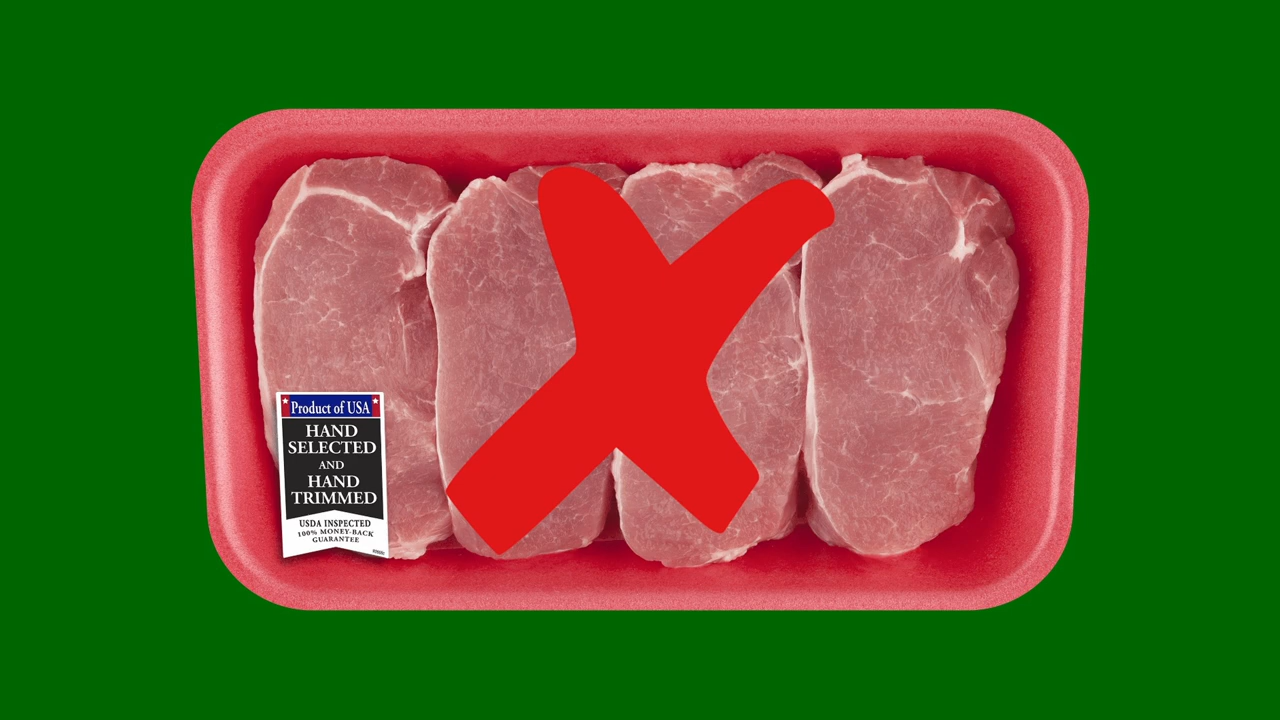 Product of USA
HAND
SELECTED
AND
HAND
TRIMMED
USDA INSPECTED
100% MONEY-BACK
GUARANTEE